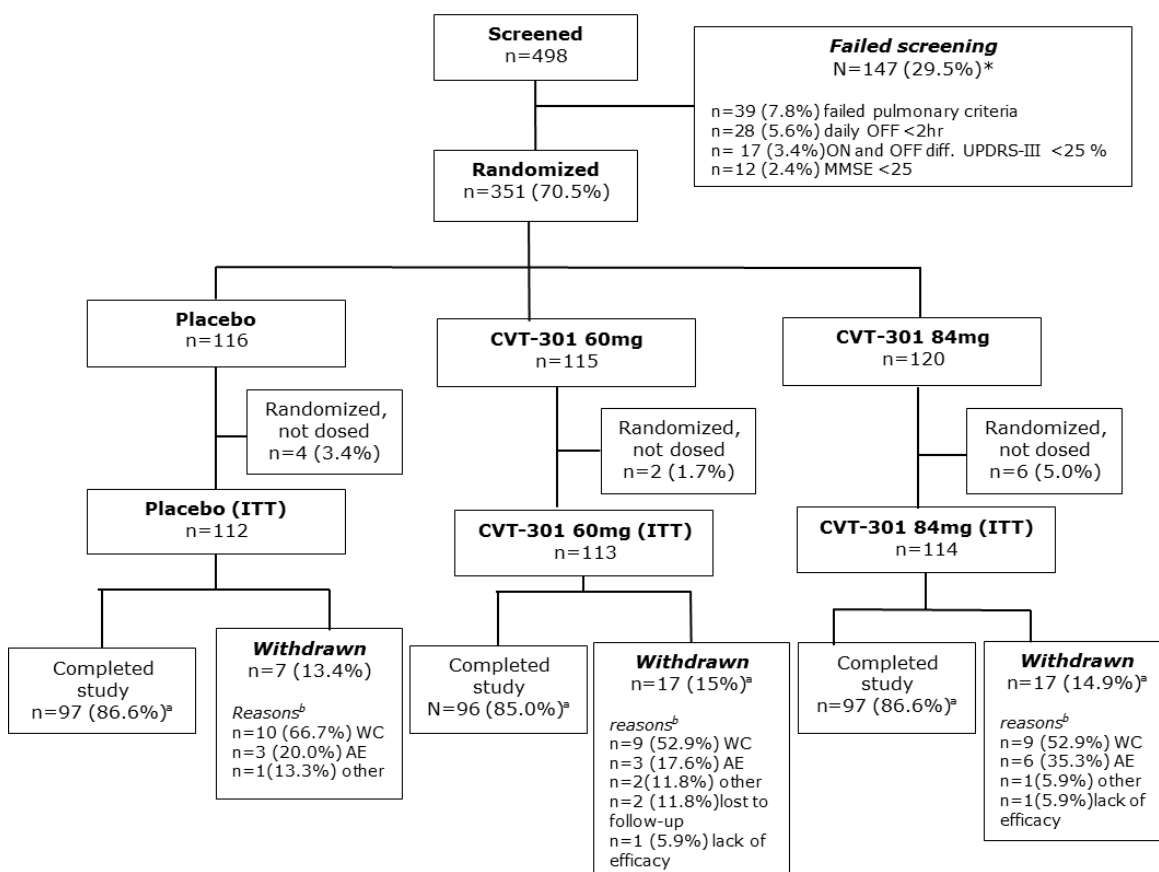 Screened
n=498
Failed screening
N=147 (29.5%)*
n=39 (7.8%) failed pulmonary criteria
n=28 (5.6%) daily OFF <2hr
n= 17 (3.4%)ON and OFF diff. UPDRS-III <25 %
n=12 (2.4%) MMSE <25
Randomized
n=351 (70.5%)
Placebo
n=116
CVT-301 60mg
n=115
CVT-301 84mg
n=120
Randomized,
not dosed
n=4 (3.4%)
Randomized,
not dosed
n=2 (1.7%)
Randomized,
not dosed
n=6 (5.0%)
Placebo (ITT)
n=112
CVT-301 60mg (ITT)
n=113
CVT-301 84mg (ITT)
n=114
Completed
study
n=97 (86.6%)ª
Withdrawn
n=7 (13.4%)
Reasonsᵇ
n=10 (66.7%) WC
n=3 (20.0%) AE
n=1(13.3%) other
Completed
study
N=96 (85.0%)ª
Withdrawn
n=17 (15%)ª
reasonsᵇ
n=9 (52.9%) WC
n=3 (17.6%) AE
n=2(11.8%) other
n=2 (11.8%)lost to
follow-up
n=1 (5.9%) lack of
efficacy
Completed
study
n=97 (86.6%)ª
Withdrawn
n=17 (14.9%)ª
reasonsᵇ
n=9 (52.9%) WC
n=6 (35.3%) AE
n=1(5.9%) other
n=1(5.9%)lack of
efficacy